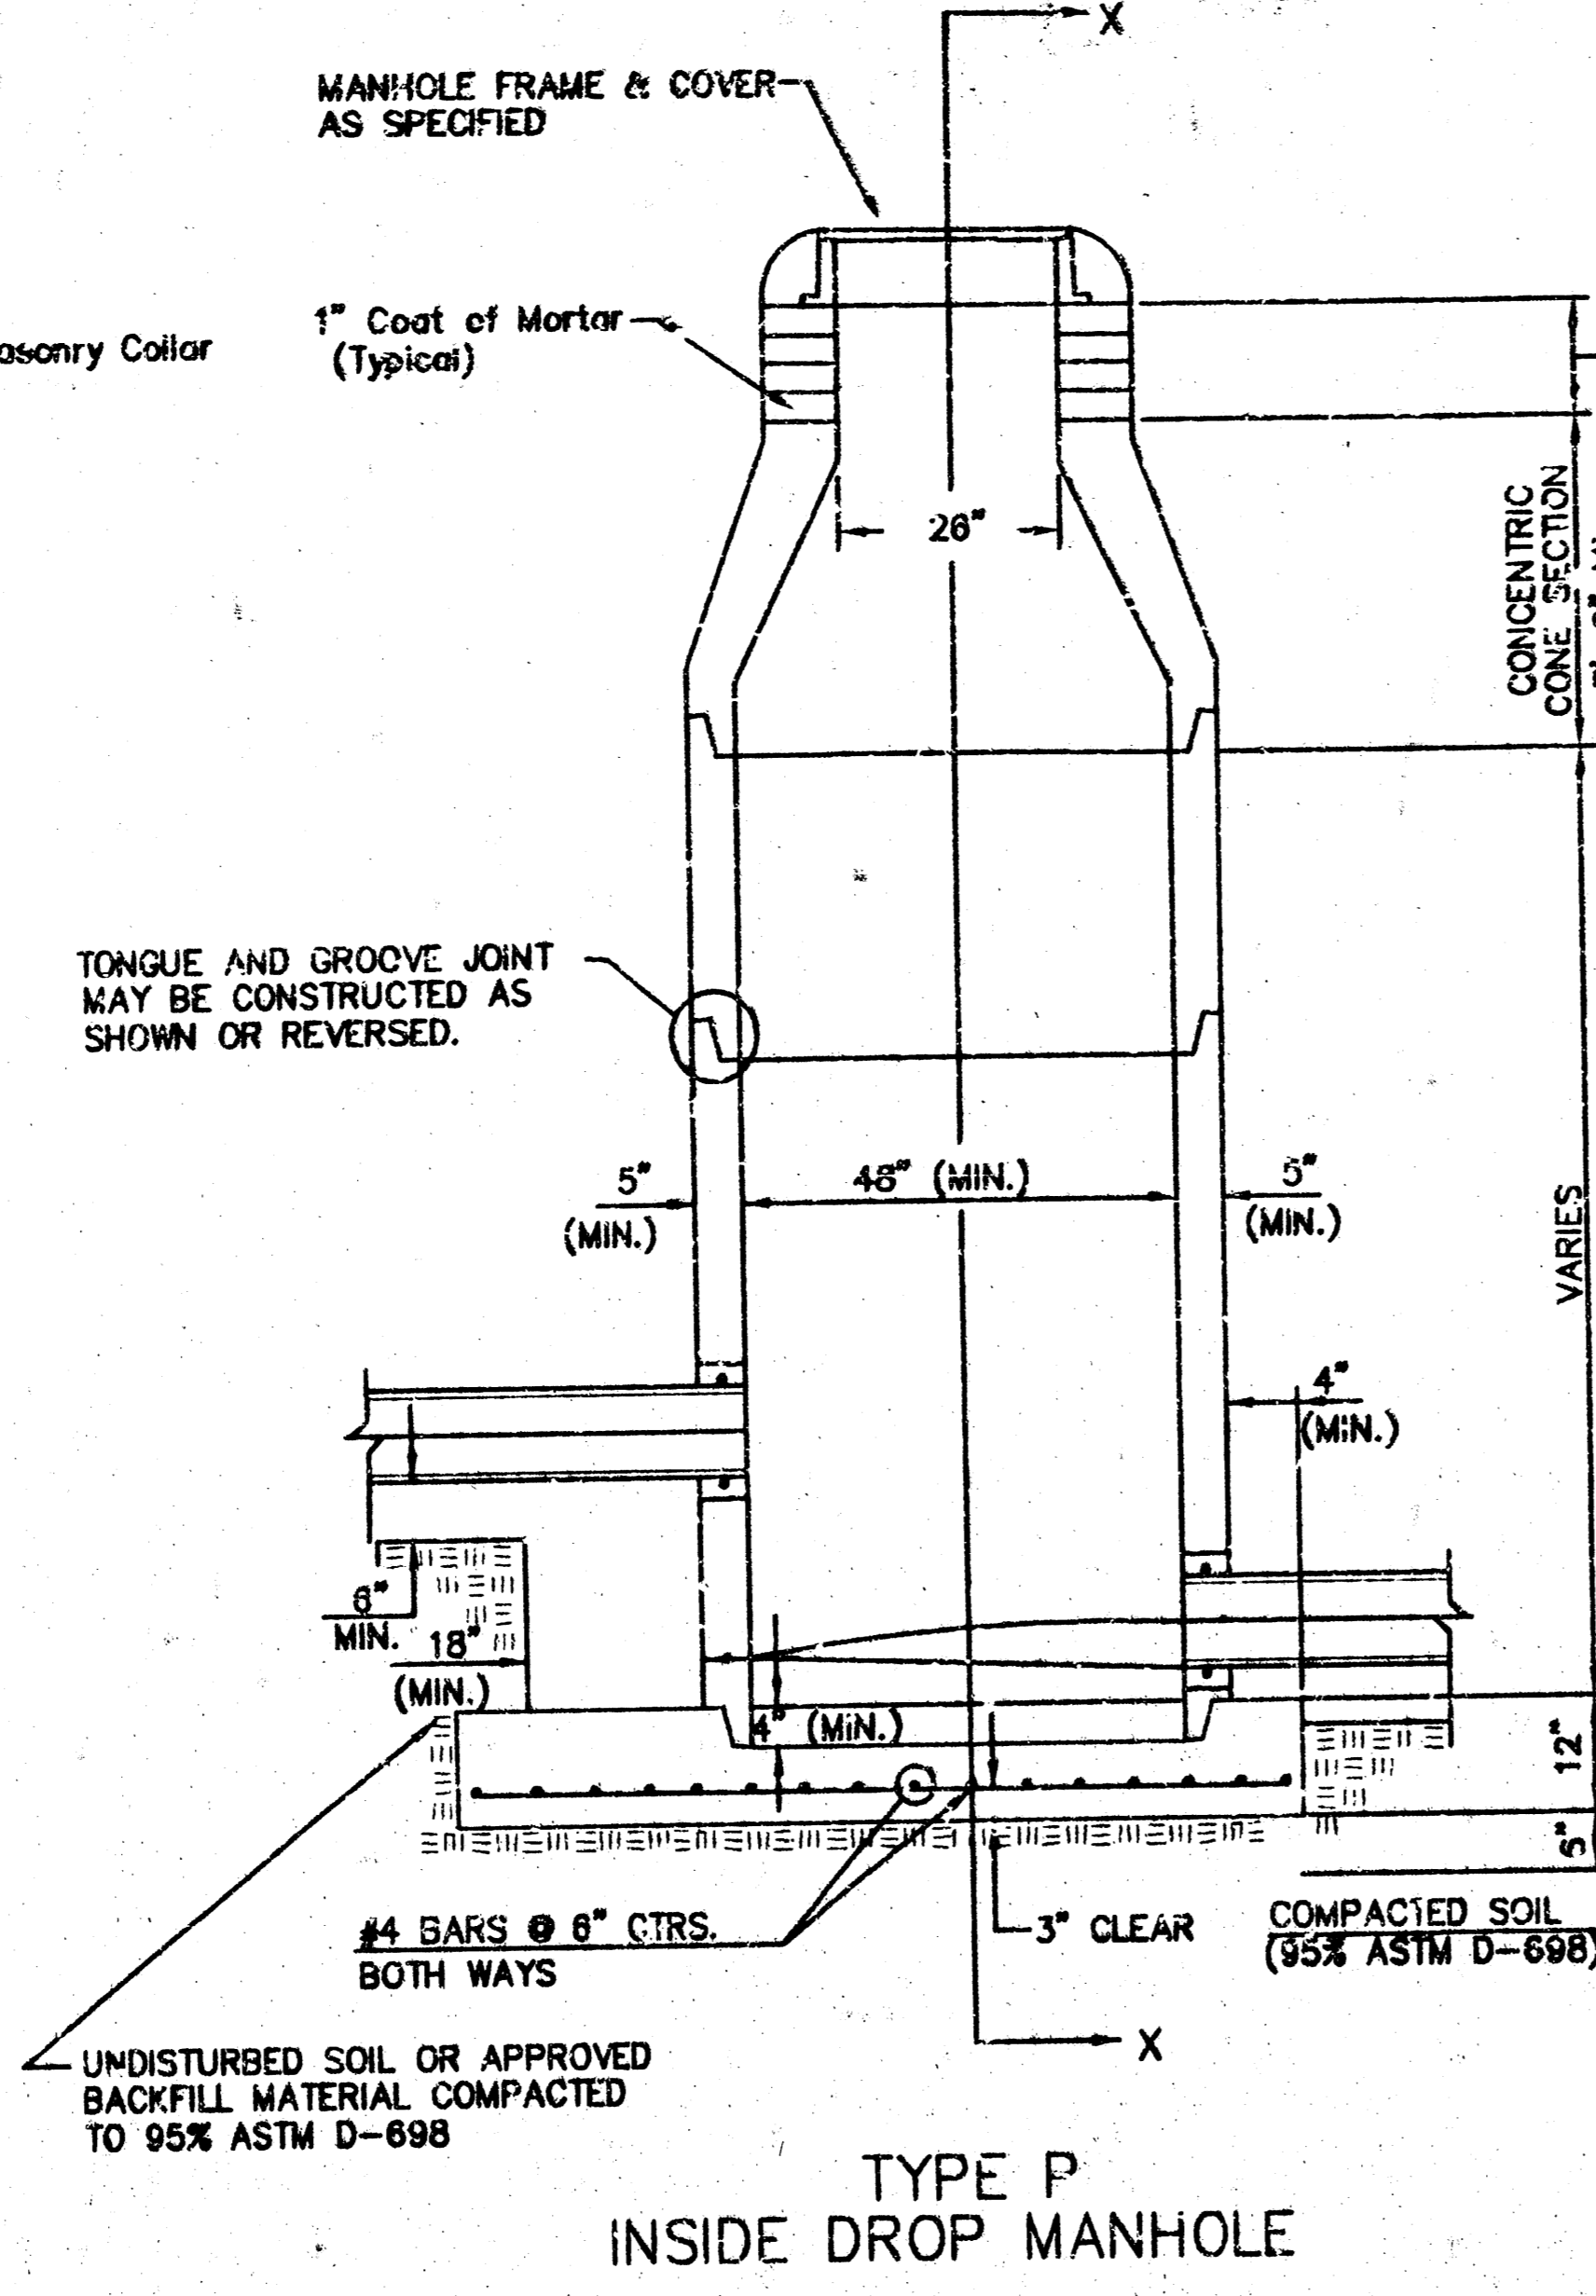 X
MANHOLE FRAME & COVER
AS SPECIFIED
1" Coat of Mortar
(Typical)
Collar
26"
CONCENTRIC
CONE SECTION
TONGUE AND GROOVE JOINT
MAY BE CONSTRUCTED AS
SHOWN OR REVERSED.
5"
(MIN.)
48" (MIN.)
5"
(MIN.)
VARIES
4"
(MIN.)
6"
MIN.
18"
(MIN.)
4" (MIN.)
12"
#4 BARS @ 6" CTRS.
BOTH WAYS
3" CLEAR
COMPACTED SOIL
(95% ASTM D-698)
X
UNDISTURBED SOIL OR APPROVED
BACKFILL MATERIAL COMPACTED
TO 95% ASTM D-698
TYPE P
INSIDE DROP MANHOLE